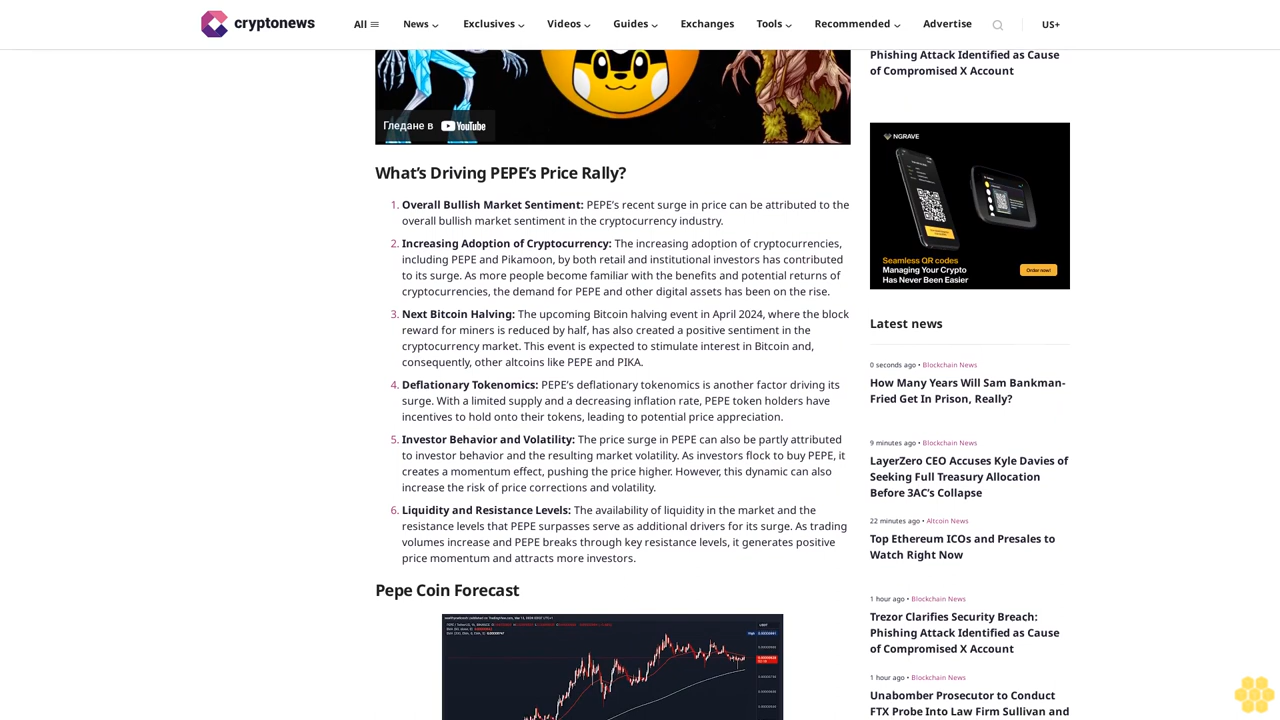 cryptonews
All
News
Exclusives
Videos
Guides
Exchanges
Tools
Recommended
Advertise
US+
Гледане в YouTube
What’s Driving PEPE’s Price Rally?
1. Overall Bullish Market Sentiment: PEPE’s recent surge in price can be attributed to the
overall bullish market sentiment in the cryptocurrency industry.
2. Increasing Adoption of Cryptocurrency: The increasing adoption of cryptocurrencies,
including PEPE and Pikamoon, by both retail and institutional investors has contributed
to its surge. As more people become familiar with the benefits and potential returns of
cryptocurrencies, the demand for PEPE and other digital assets has been on the rise.
3. Next Bitcoin Halving: The upcoming Bitcoin halving event in April 2024, where the block
reward for miners is reduced by half, has also created a positive sentiment in the
cryptocurrency market. This event is expected to stimulate interest in Bitcoin and,
consequently, other altcoins like PEPE and PIKA.
4. Deflationary Tokenomics: PEPE’s deflationary tokenomics is another factor driving its
surge. With a limited supply and a decreasing inflation rate, PEPE token holders have
incentives to hold onto their tokens, leading to potential price appreciation.
5. Investor Behavior and Volatility: The price surge in PEPE can also be partly attributed
to investor behavior and the resulting market volatility. As investors flock to buy PEPE, it
creates a momentum effect, pushing the price higher. However, this dynamic can also
increase the risk of price corrections and volatility.
6. Liquidity and Resistance Levels: The availability of liquidity in the market and the
resistance levels that PEPE surpasses serve as additional drivers for its surge. As trading
volumes increase and PEPE breaks through key resistance levels, it generates positive
price momentum and attracts more investors.
Pepe Coin Forecast
Phishing Attack Identified as Cause
of Compromised X Account
NGRAVE
Seamless QR codes
Managing Your Crypto
Has Never Been Easier
Order now!
Latest news
0 seconds ago • Blockchain News
How Many Years Will Sam Bankman-
Fried Get In Prison, Really?
9 minutes ago • Blockchain News
LayerZero CEO Accuses Kyle Davies of
Seeking Full Treasury Allocation
Before 3AC’s Collapse
22 minutes ago • Altcoin News
Top Ethereum ICOs and Presales to
Watch Right Now
1 hour ago • Blockchain News
Trezor Clarifies Security Breach:
Phishing Attack Identified as Cause
of Compromised X Account
1 hour ago • Blockchain News
Unabomber Prosecutor to Conduct
FTX Probe Into Law Firm Sullivan and